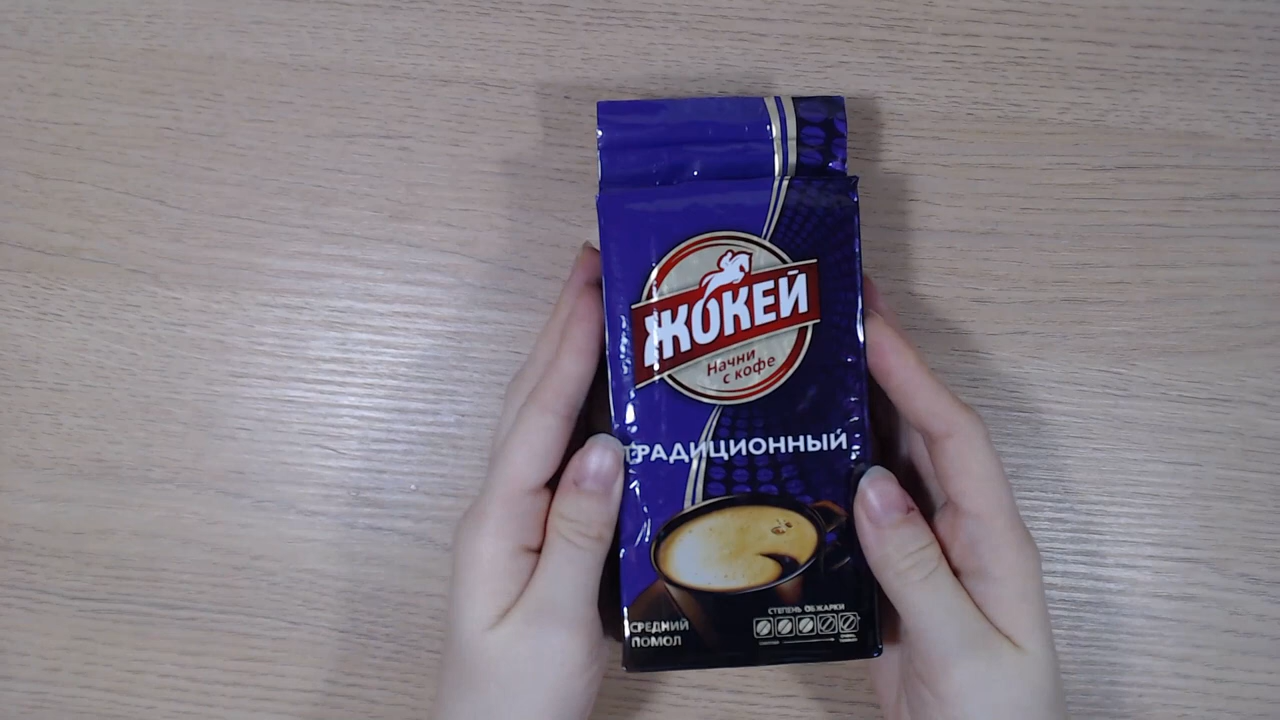 ЖОКЕЙ
Начни
с кофе
ТРАДИЦИОННЫЙ
СРЕДНИЙ
ПОМОЛ
СТЕПЕНЬ ОБЖАРКИ